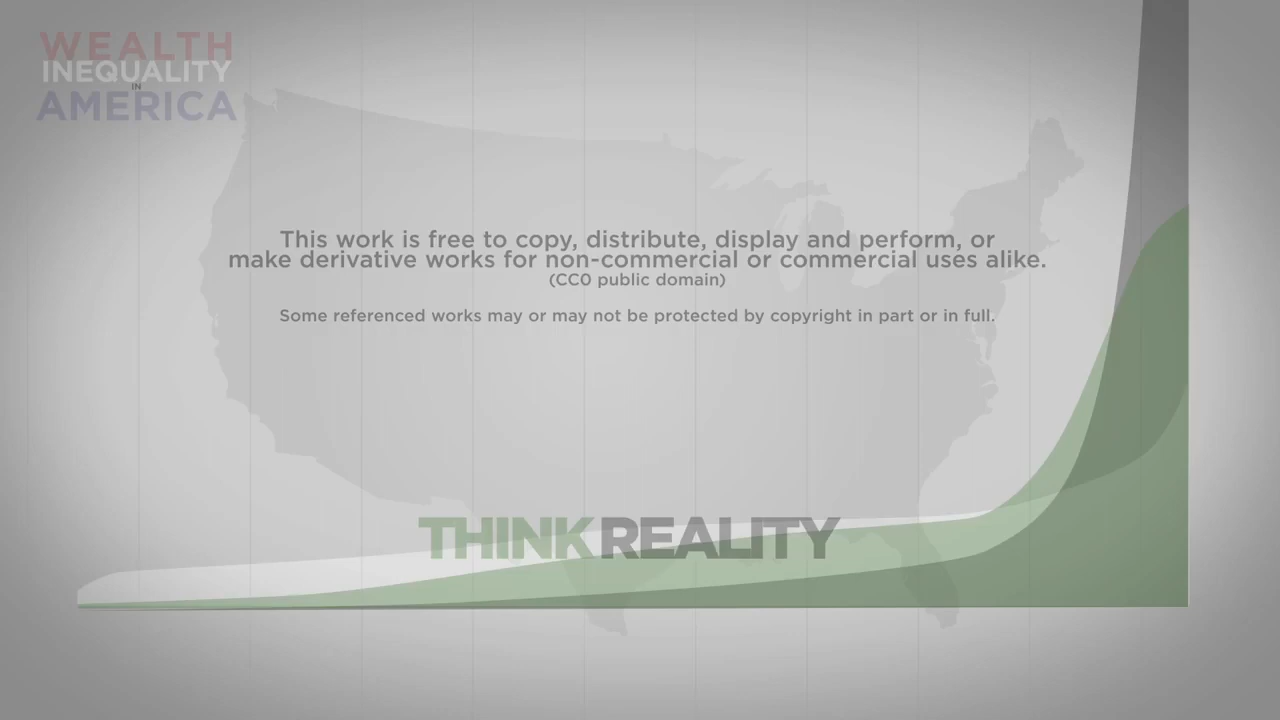 WEALTH
INEQUALITY
IN
AMERICA
This work is free to copy, distribute, display and perform, or
make derivative works for non-commercial or commercial uses alike.
(CC0 public domain)
Some referenced works may or may not be protected by copyright in part or in full.
THINKREALITY